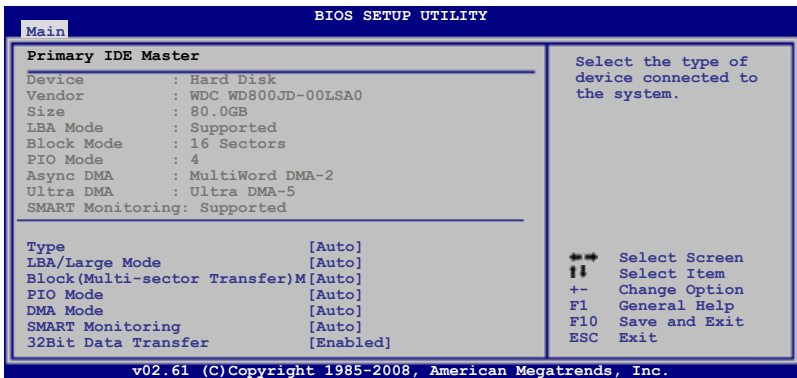 BIOS SETUP UTILITY
Main
Primary IDE Master
Device : Hard Disk
Vendor : WDC WD800JD-00LSA0
Size : 80.0GB
LBA Mode : Supported
Block Mode : 16 Sectors
PIO Mode : 4
Async DMA : MultiWord DMA-2
Ultra DMA : Ultra DMA-5
SMART Monitoring: Supported
Type [Auto]
LBA/Large Mode [Auto]
Block(Multi-sector Transfer)M[Auto]
PIO Mode [Auto]
DMA Mode [Auto]
SMART Monitoring [Auto]
32Bit Data Transfer [Enabled]
Select the type of
device connected to
the system.
←→ Select Screen
↑↓ Select Item
+- Change Option
F1 General Help
F10 Save and Exit
ESC Exit
v02.61 (C)Copyright 1985-2008, American Megatrends, Inc.